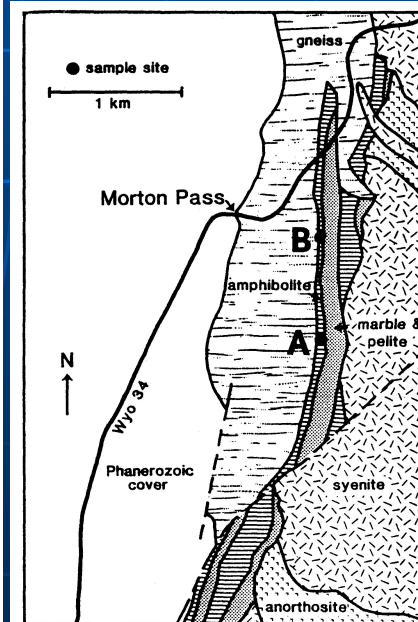 gneiss
sample site
1 km
Morton Pass
B
amphibolite
marble &
pelite
A
N
Wyo 34
Phanerozoic
cover
syenite
anorthosite